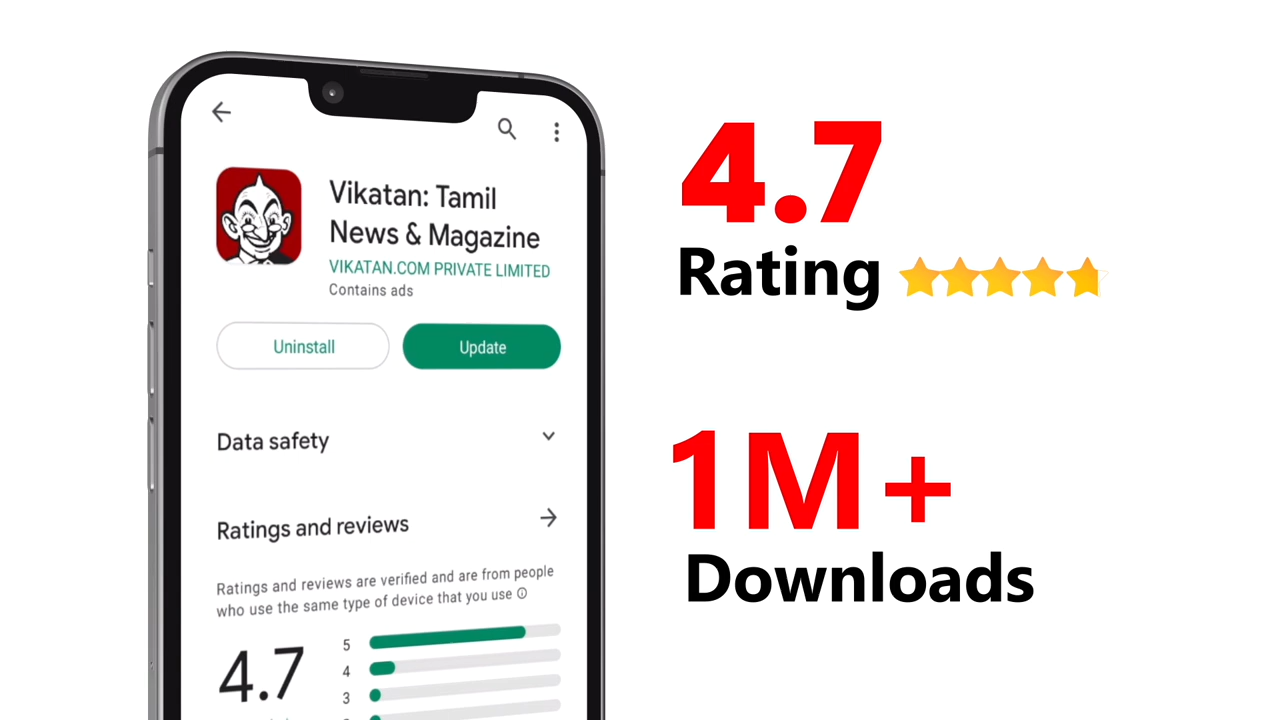 Vikatan: Tamil
News & Magazine
VIKATAN.COM PRIVATE LIMITED
Contains ads
Uninstall
Update
Data safety
Ratings and reviews
Ratings and reviews are verified and are from people
who use the same type of device that you use
4.7
5
4
3
4.7
Rating
1M+
Downloads